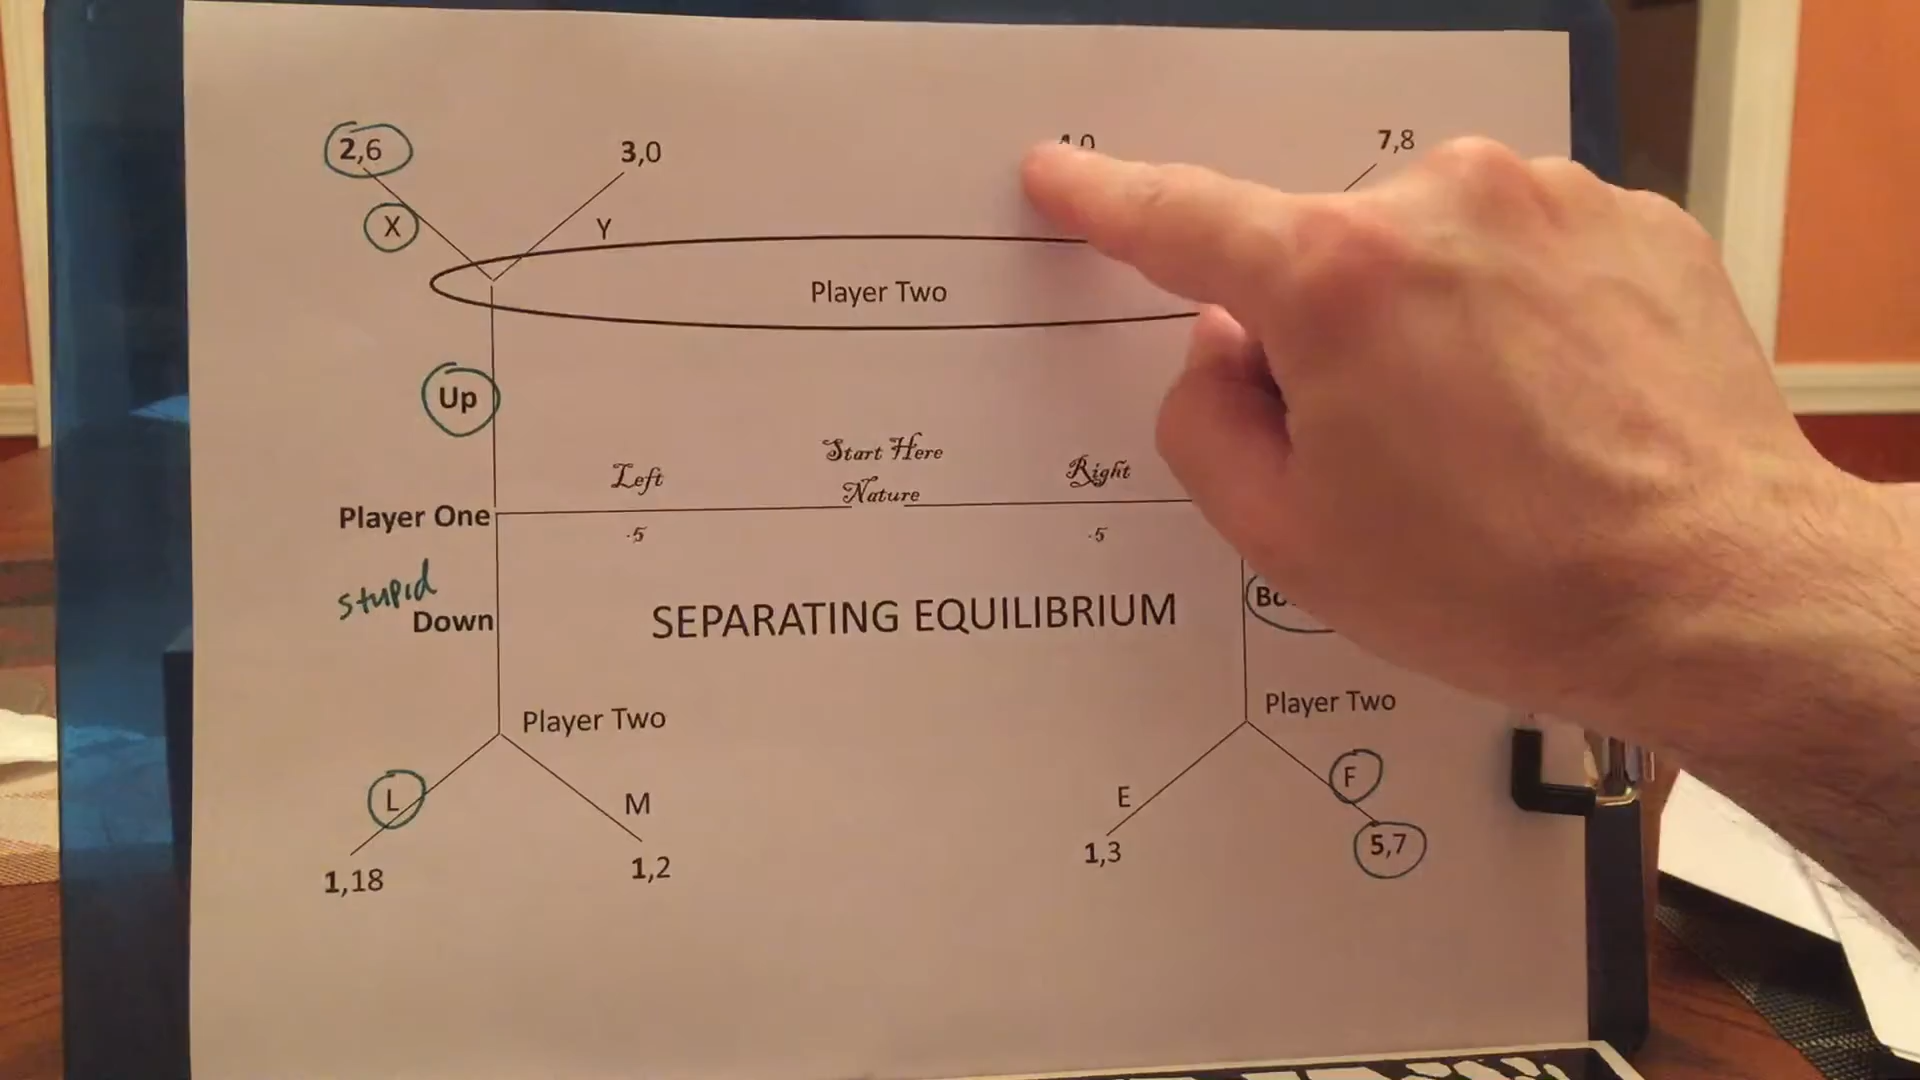 2,6
3,0
7,8
X
Y
Player Two
Up
Start Here
Left
Right
Nature
Player One
.5
.5
stupid
Down
SEPARATING EQUILIBRIUM
Player Two
Player Two
L
M
E
F
1,18
1,2
1,3
5,7